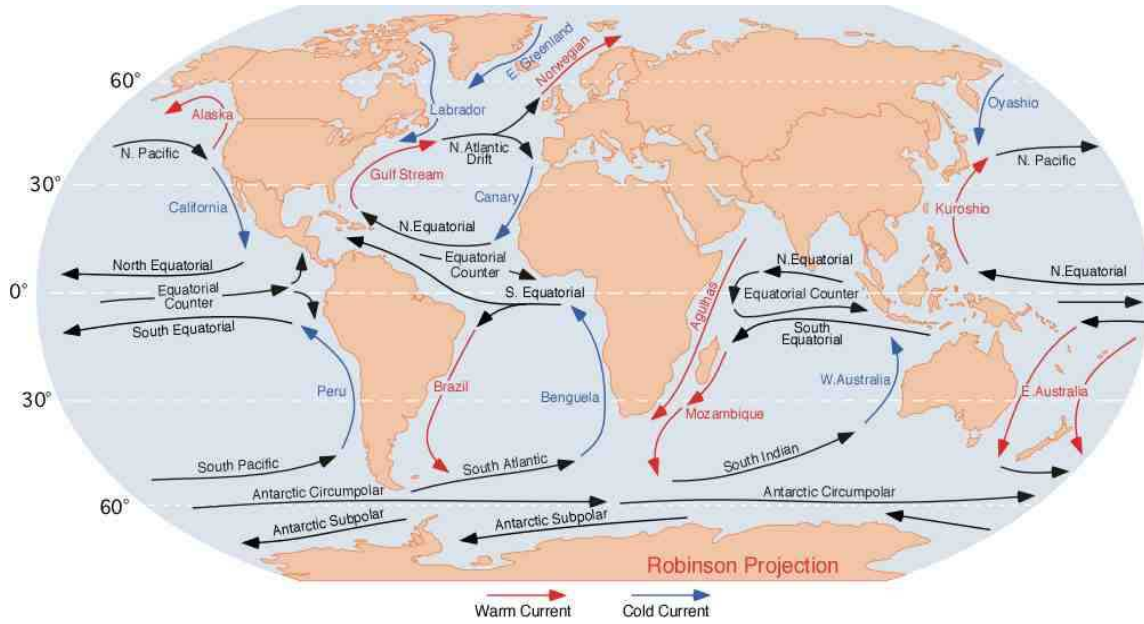 E. Greenland
Norwegian
60°
Alaska
Labrador
Oyashio
N. Pacific
N.Atlantic
Drift
N. Pacific
Gulf Stream
30°
California
Canary
Kuroshio
N.Equatorial
North Equatorial
Equatorial
Counter
N.Equatorial
N.Equatorial
0°
Equatorial
Counter
S. Equatorial
Equatorial Counter
South Equatorial
Agulhas
South
Equatorial
Peru
Brazil
Benguela
W.Australia
E.Australia
30°
Mozambique
South Pacific
South Atlantic
South Indian
60°
Antarctic Circumpolar
Antarctic Circumpolar
Antarctic Subpolar
Antarctic Subpolar
Robinson Projection
Warm Current
Cold Current